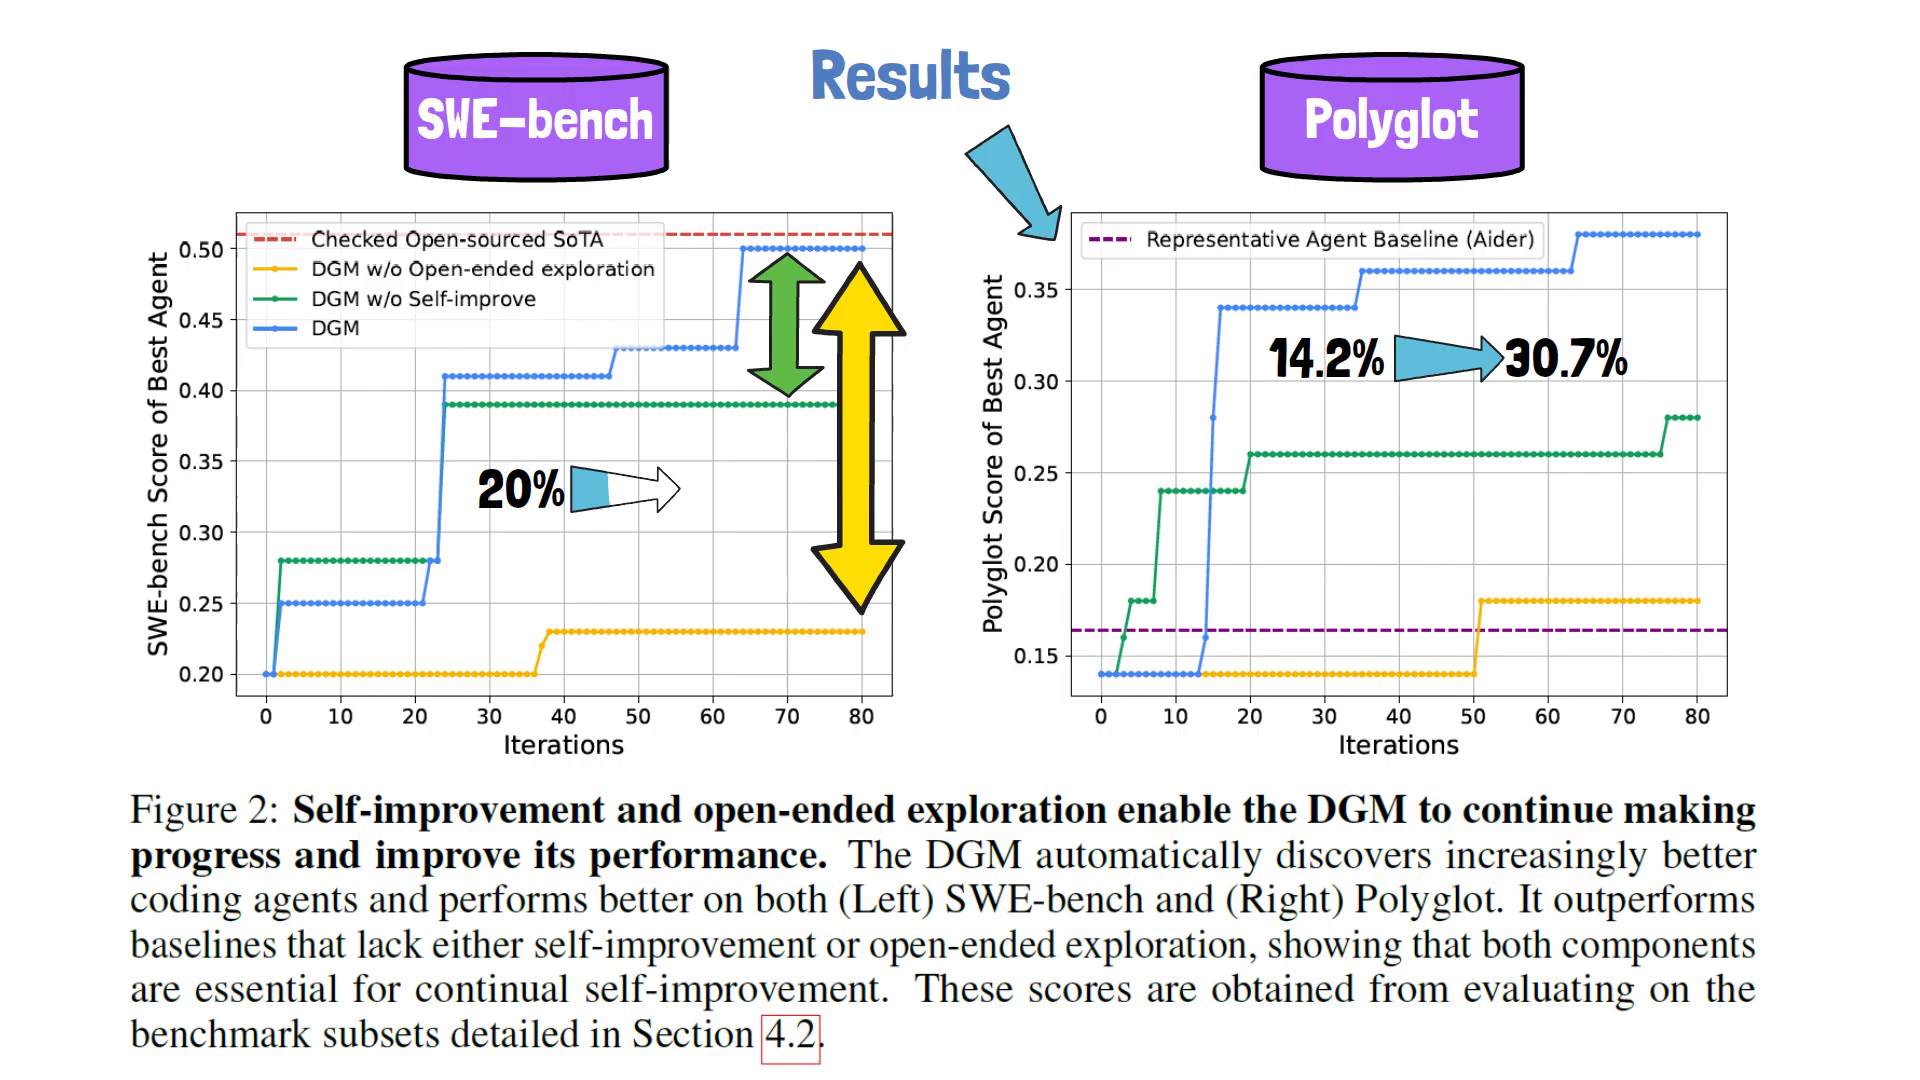 Results
SWE-bench
Polyglot
Checked Open-sourced SoTA
DGM w/o Open-ended exploration
DGM w/o Self-improve
DGM
SWE-bench Score of Best Agent
0.50
0.45
0.40
0.35
0.30
0.25
0.20
20%
0 10 20 30 40 50 60 70 80
Iterations
Representative Agent Baseline (Aider)
Polyglot Score of Best Agent
0.35
0.30
0.25
0.20
0.15
14.2% 30.7%
0 10 20 30 40 50 60 70 80
Iterations
Figure 2: Self-improvement and open-ended exploration enable the DGM to continue making
progress and improve its performance. The DGM automatically discovers increasingly better
coding agents and performs better on both (Left) SWE-bench and (Right) Polyglot. It outperforms
baselines that lack either self-improvement or open-ended exploration, showing that both components
are essential for continual self-improvement. These scores are obtained from evaluating on the
benchmark subsets detailed in Section 4.2.